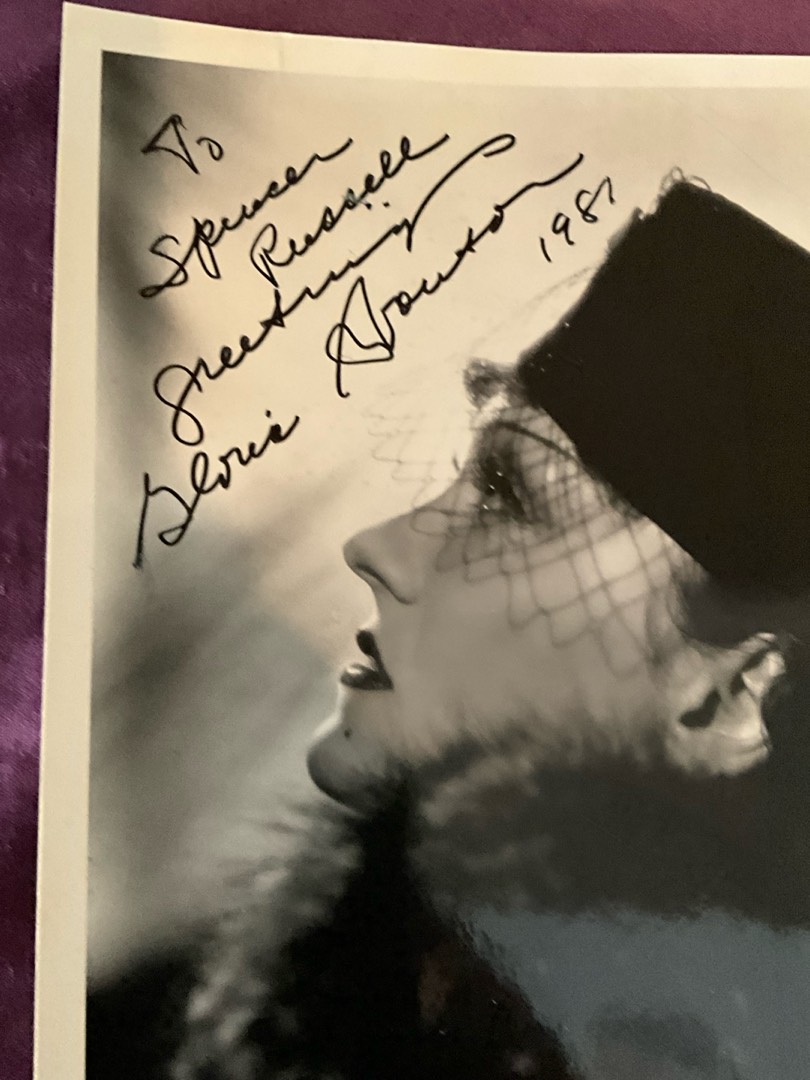 To
Spencer
Russell
Greetings
Gloria Swanson 1981